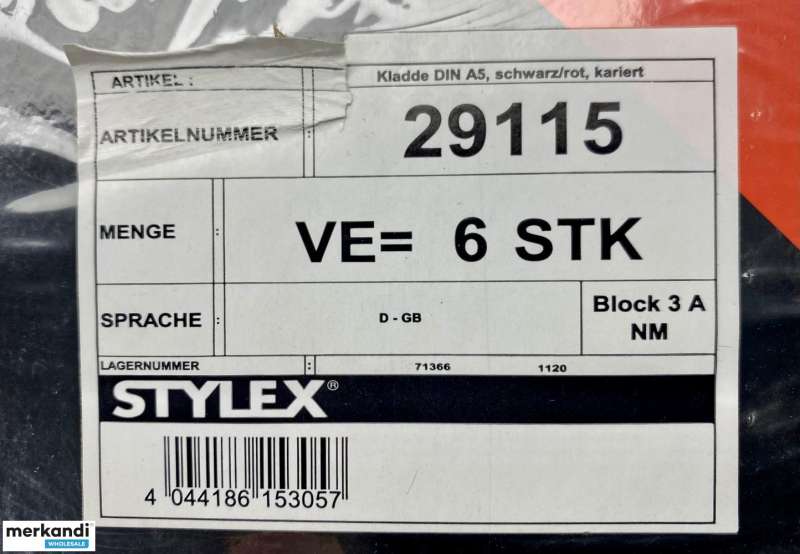 ARTIKEL : Kladde DIN A5, schwarz/rot, kariert
ARTIKELNUMMER : 29115
MENGE : VE= 6 STK
SPRACHE : D - GB Block 3 A
NM
LAGERNUMMER : 71366 1120
STYLEX®
4 044186 153057
merkandi
WHOLESALE